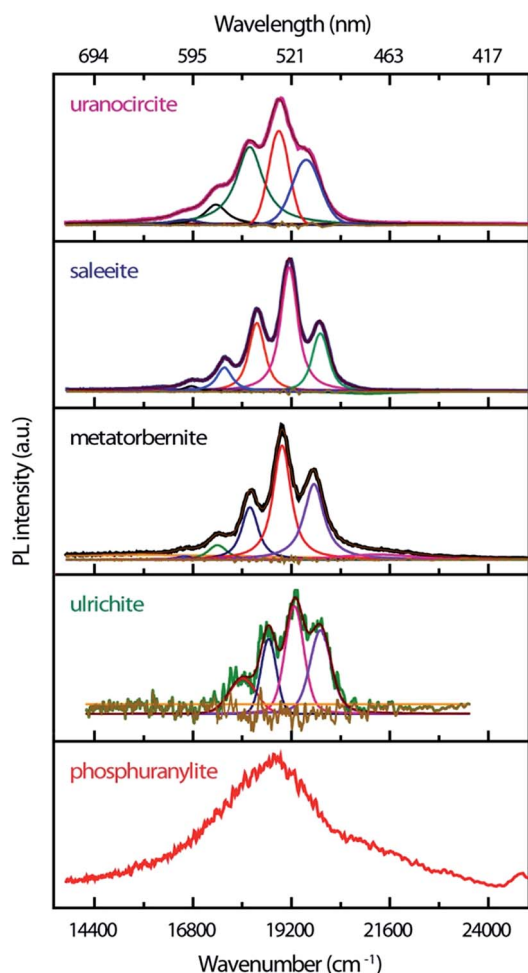 Wavelength (nm)
694 595 521 463 417
uranocircite
saleeite
metatorbernite
ulrichite
phosphuranylite
PL intensity (a.u.)
14400 16800 19200 21600 24000
Wavenumber (cm⁻¹)